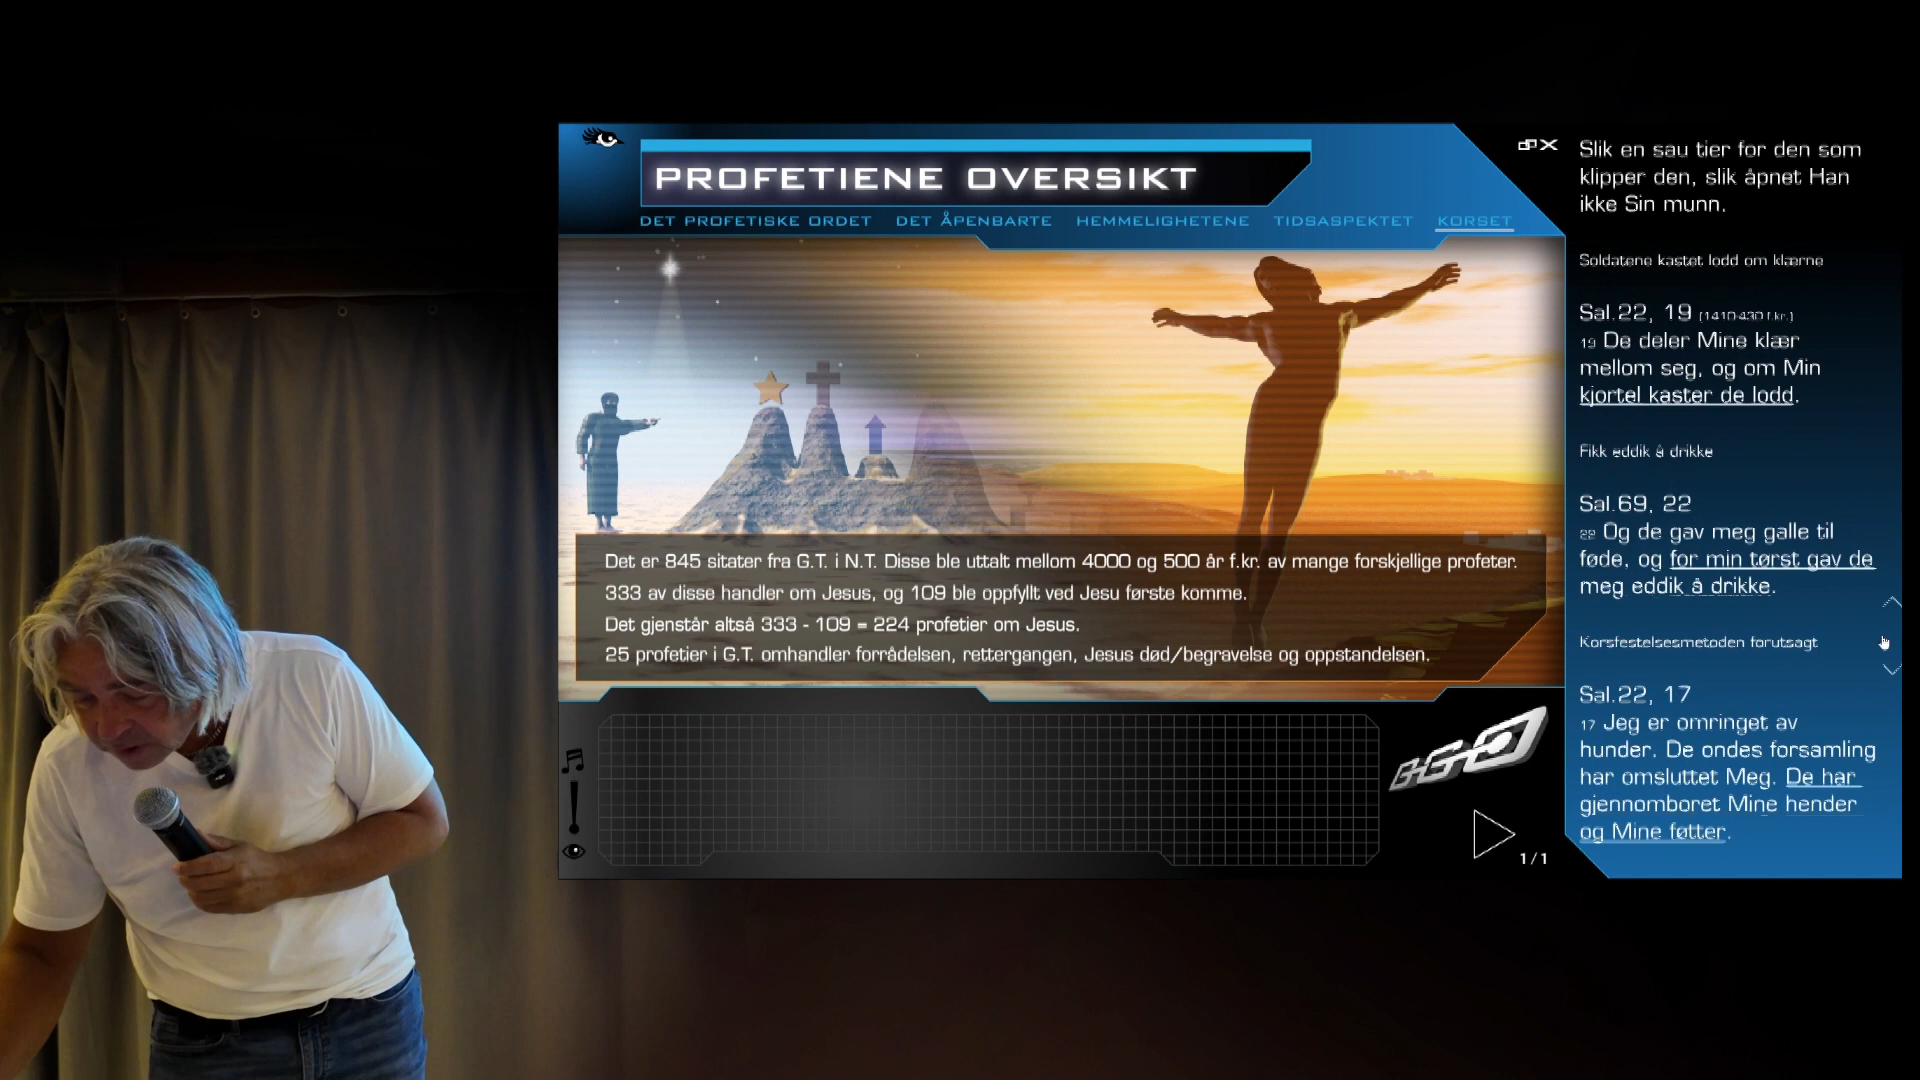 PROFETIENE OVERSIKT
DET PROFETISKE ORDET DET ÅPENBARTE HEMMELIGHETENE TIDSASPEKTET KORSET
Det er 845 sitater fra G.T. i N.T. Disse ble uttalt mellom 4000 og 500 år f.kr. av mange forskjellige profeter.
333 av disse handler om Jesus, og 109 ble oppfyllt ved Jesu første komme.
Det gjenstår altså 333 - 109 = 224 profetier om Jesus.
25 profetier i G.T. omhandler forrådelsen, rettergangen, Jesus død/begravelse og oppstandelsen.
1/1
Slik en sau tier for den som
klipper den, slik åpnet Han
ikke Sin munn.
Soldatene kastet lodd om klærne
Sal.22, 19 (1410-430 f.kr.)
19 De deler Mine klær
mellom seg, og om Min
kjortel kaster de lodd.
Fikk eddik å drikke
Sal.69, 22
22 Og de gav meg galle til
føde, og for min tørst gav de
meg eddik å drikke.
Korsfestelsesmetoden forutsagt
Sal.22, 17
17 Jeg er omringet av
hunder. De ondes forsamling
har omsluttet Meg. De har
gjennomboret Mine hender
og Mine føtter.